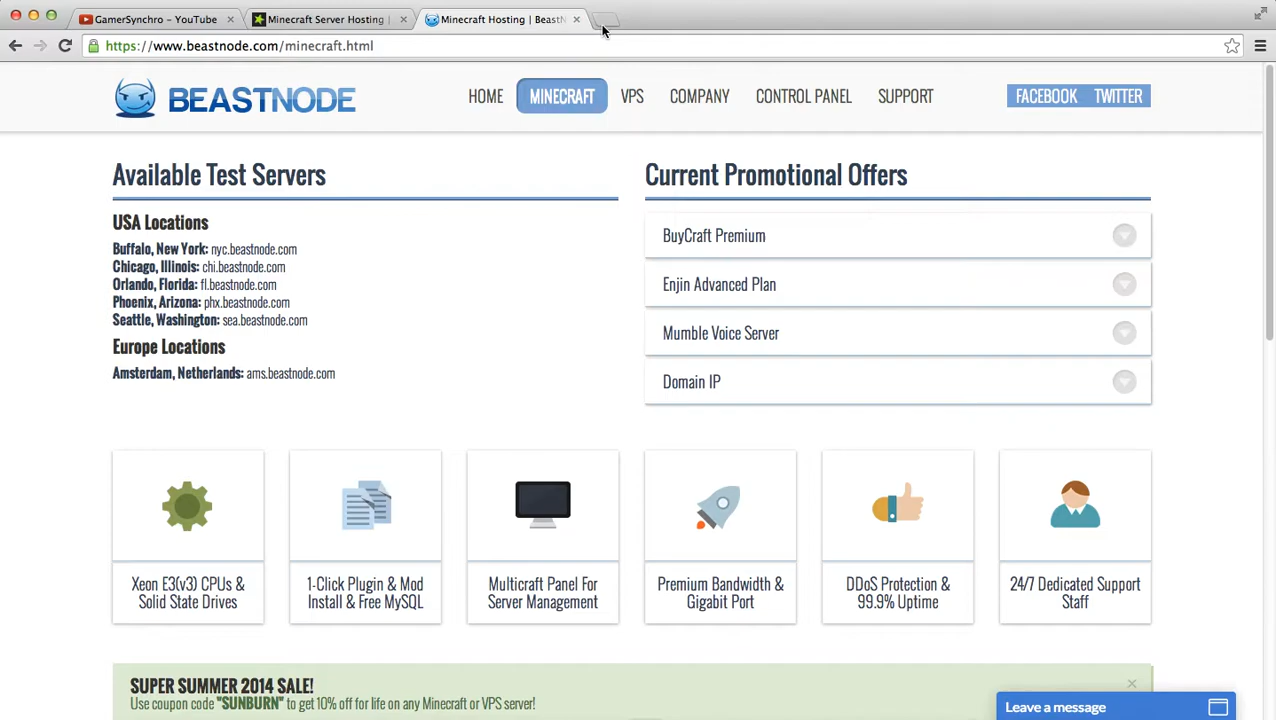 GamerSynchro - YouTube
Minecraft Server Hosting |
Minecraft Hosting | BeastN
https://www.beastnode.com/minecraft.html
BEASTNODE
HOME
MINECRAFT
VPS
COMPANY
CONTROL PANEL
SUPPORT
FACEBOOK
TWITTER
Available Test Servers
USA Locations
Buffalo, New York: nyc.beastnode.com
Chicago, Illinois: chi.beastnode.com
Orlando, Florida: fl.beastnode.com
Phoenix, Arizona: phx.beastnode.com
Seattle, Washington: sea.beastnode.com
Europe Locations
Amsterdam, Netherlands: ams.beastnode.com
Current Promotional Offers
BuyCraft Premium
Enjin Advanced Plan
Mumble Voice Server
Domain IP
Xeon E3(v3) CPUs &
Solid State Drives
1-Click Plugin & Mod
Install & Free MySQL
Multicraft Panel For
Server Management
Premium Bandwidth &
Gigabit Port
DDoS Protection &
99.9% Uptime
24/7 Dedicated Support
Staff
SUPER SUMMER 2014 SALE!
Use coupon code "SUNBURN" to get 10% off for life on any Minecraft or VPS server!
Leave a message